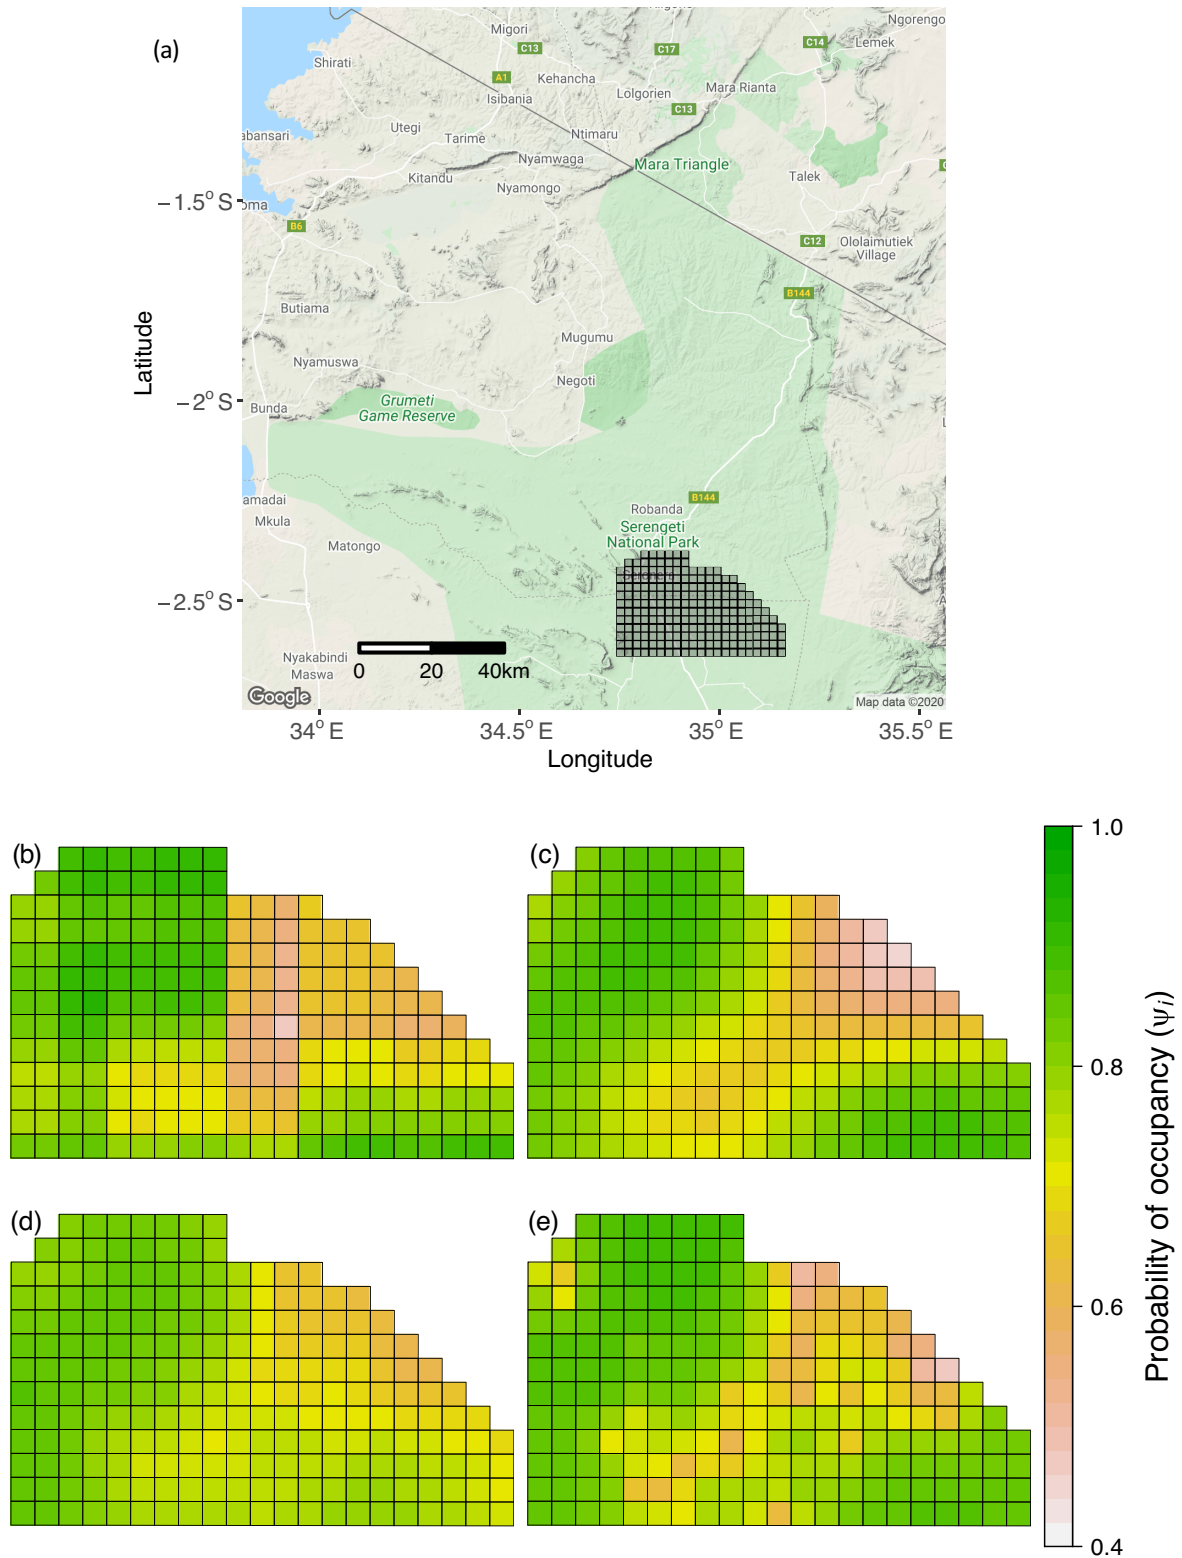 (a)
Migori
C13
C17
C14
Ngorengo
Lemek
Shirati
A1
Kehancha
Isibania
Lolgorien
Mara Rianta
C13
abansari
Utegi
Tarime
Ntimaru
Nyamwaga
Mara Triangle
Kitandu
Nyamongo
Talek
−1.5° S
oma
B6
C12
Ololaimutiek
Village
B144
Butiama
Latitude
Mugumu
Nyamuswa
Negoti
−2° S
Bunda
Grumeti
Game Reserve
amadai
Mkula
B144
Robanda
Matongo
Serengeti
National Park
Seronera
−2.5° S
Nyakabindi
Maswa
0 20 40km
Google
Map data ©2020
34° E 34.5° E 35° E 35.5° E
Longitude
(b)
(c)
(d)
(e)
1.0
0.8
0.6
0.4
Probability of occupancy (ψi)